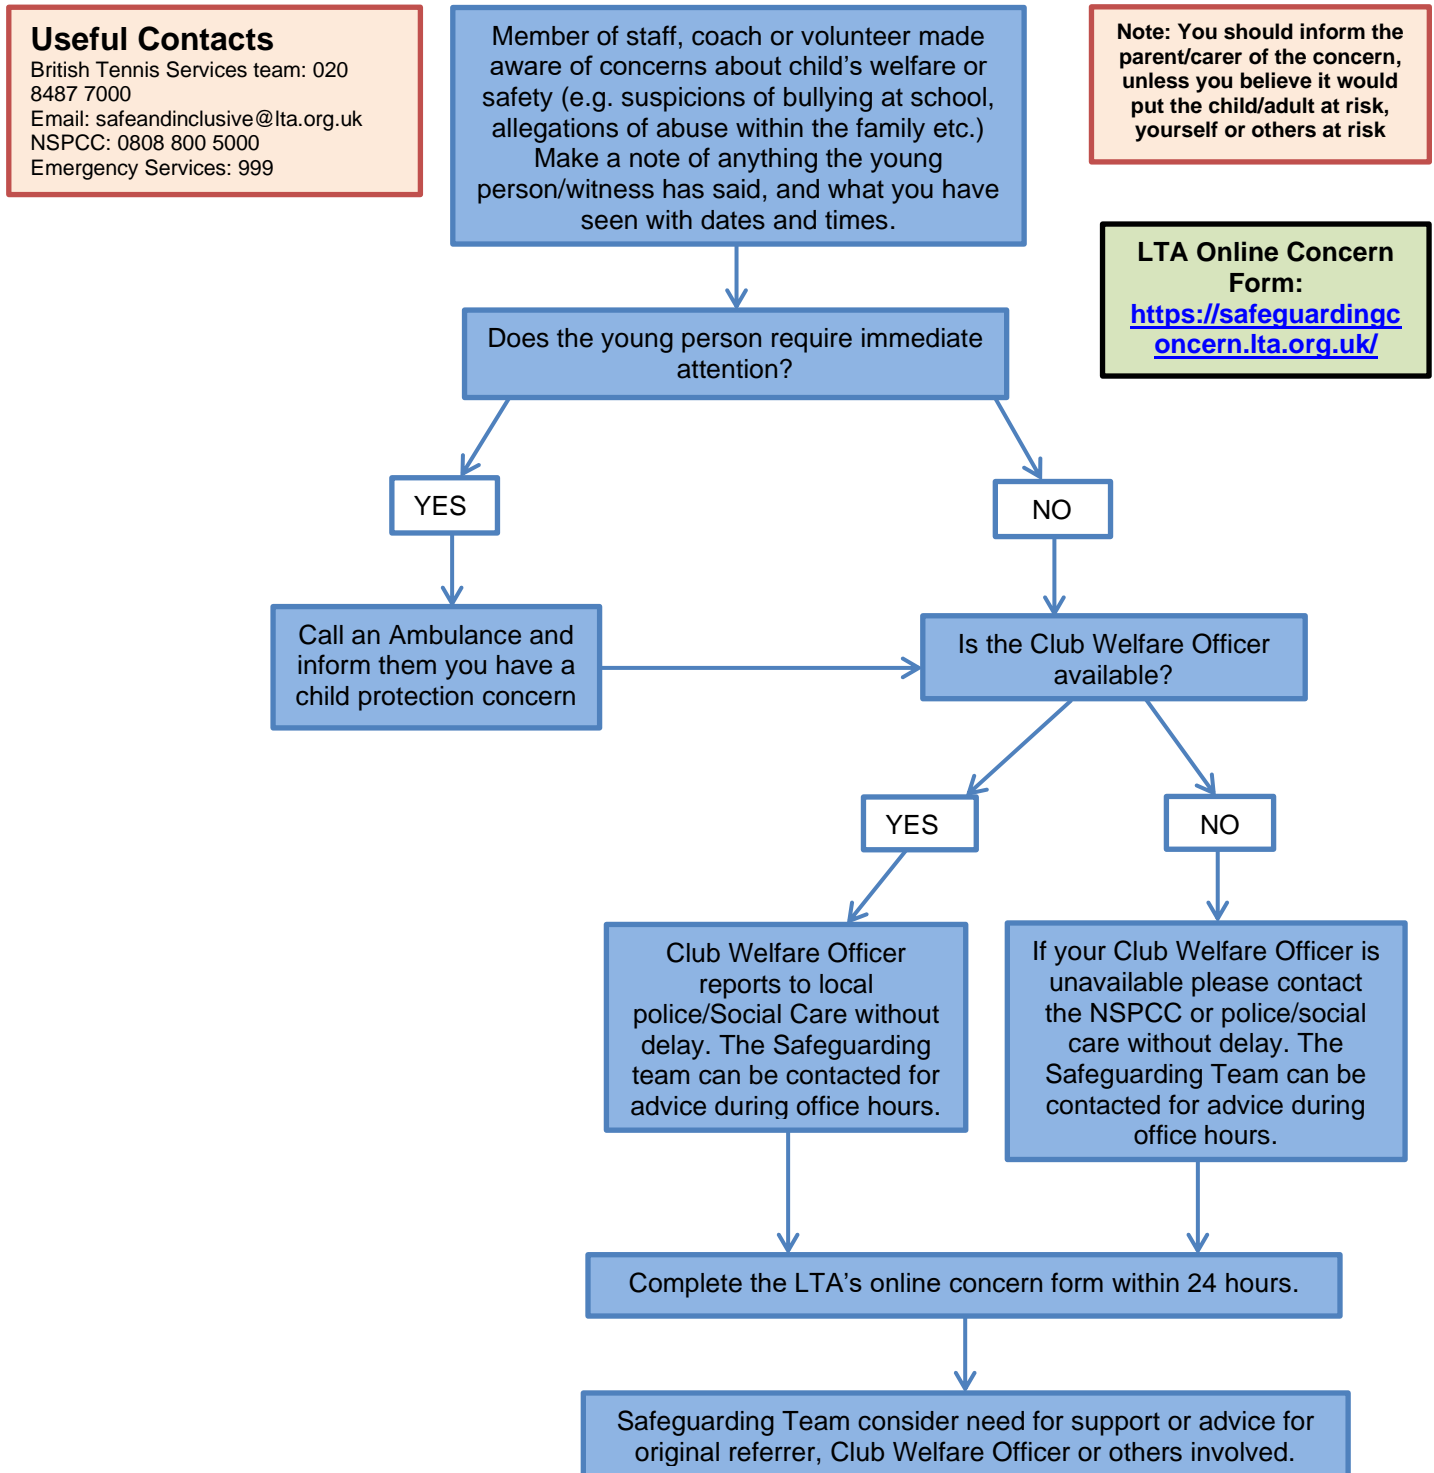 Useful Contacts
British Tennis Services team: 020
8487 7000
Email: safeandinclusive@lta.org.uk
NSPCC: 0808 800 5000
Emergency Services: 999
Member of staff, coach or volunteer made
aware of concerns about child’s welfare or
safety (e.g. suspicions of bullying at school,
allegations of abuse within the family etc.)
Make a note of anything the young
person/witness has said, and what you have
seen with dates and times.
Note: You should inform the
parent/carer of the concern,
unless you believe it would
put the child/adult at risk,
yourself or others at risk
LTA Online Concern
Form:
https://safeguardingc
oncern.lta.org.uk/
Does the young person require immediate
attention?
YES
NO
Call an Ambulance and
inform them you have a
child protection concern
Is the Club Welfare Officer
available?
YES
NO
Club Welfare Officer
reports to local
police/Social Care without
delay. The Safeguarding
team can be contacted for
advice during office hours.
If your Club Welfare Officer is
unavailable please contact
the NSPCC or police/social
care without delay. The
Safeguarding Team can be
contacted for advice during
office hours.
Complete the LTA’s online concern form within 24 hours.
Safeguarding Team consider need for support or advice for
original referrer, Club Welfare Officer or others involved.